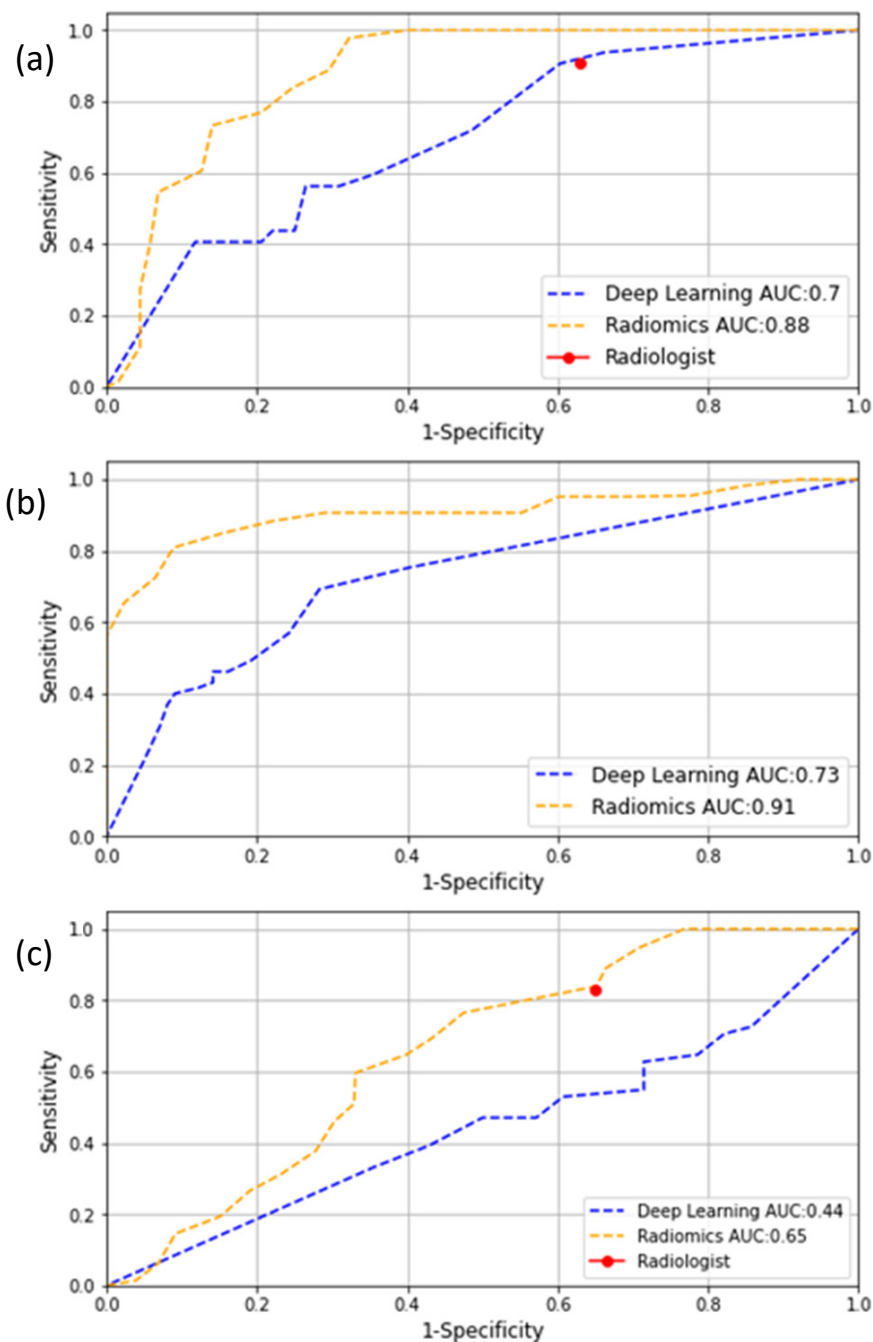 (a)
1.0
0.8
0.6
0.4
0.2
0.0
Sensitivity
Deep Learning AUC:0.7
Radiomics AUC:0.88
Radiologist
0.0 0.2 0.4 0.6 0.8 1.0
1-Specificity
(b)
1.0
0.8
0.6
0.4
0.2
0.0
Sensitivity
Deep Learning AUC:0.73
Radiomics AUC:0.91
0.0 0.2 0.4 0.6 0.8 1.0
1-Specificity
(c)
1.0
0.8
0.6
0.4
0.2
0.0
Sensitivity
Deep Learning AUC:0.44
Radiomics AUC:0.65
Radiologist
0.0 0.2 0.4 0.6 0.8 1.0
1-Specificity